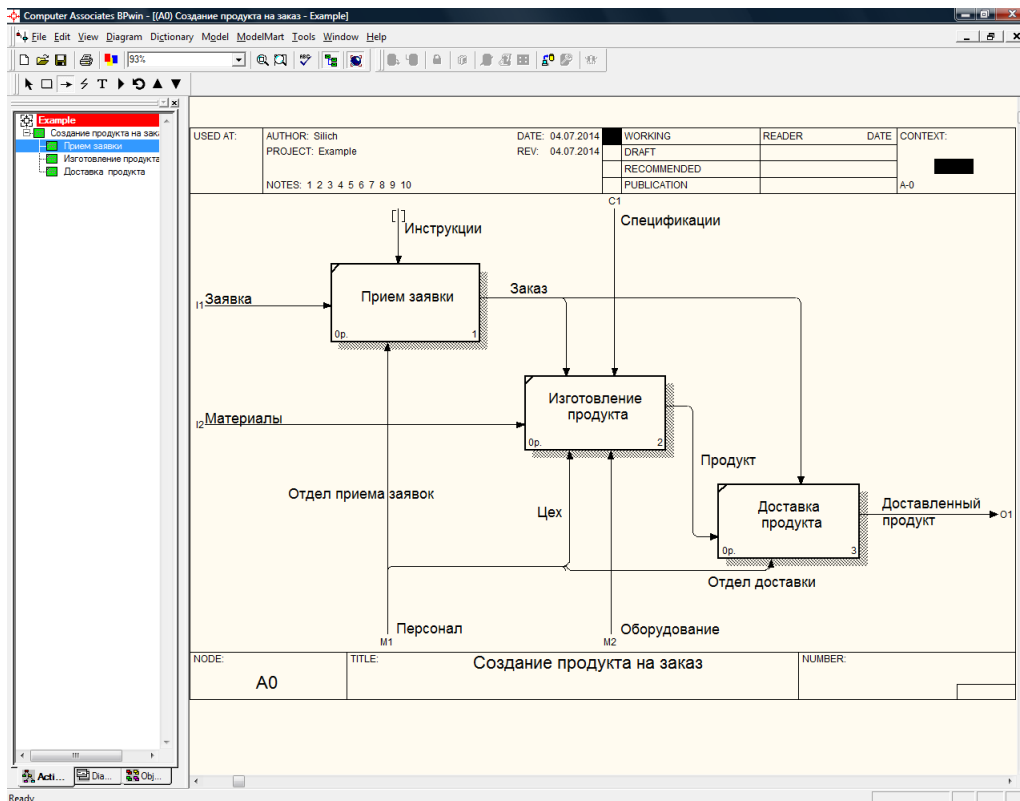 Computer Associates BPwin - [(A0) Создание продукта на заказ - Example]
File Edit View Diagram Dictionary Model ModelMart Tools Window Help
93%
Example
Создание продукта на зак
Прием заявки
Изготовление продукта
Доставка продукта
USED AT:
AUTHOR: Silich
DATE: 04.07.2014
WORKING
READER
DATE
CONTEXT:
PROJECT: Example
REV: 04.07.2014
DRAFT
RECOMMENDED
NOTES: 1 2 3 4 5 6 7 8 9 10
PUBLICATION
A-0
C1
Инструкции
Спецификации
I1 Заявка
Прием заявки
0р. 1
Заказ
I2 Материалы
Изготовление
продукта
0р. 2
Продукт
Отдел приема заявок
Цех
Доставка
продукта
0р. 3
Доставленный
продукт
O1
Отдел доставки
M1
Персонал
M2
Оборудование
NODE:
A0
TITLE:
Создание продукта на заказ
NUMBER:
Acti...
Dia...
Obj...
Ready